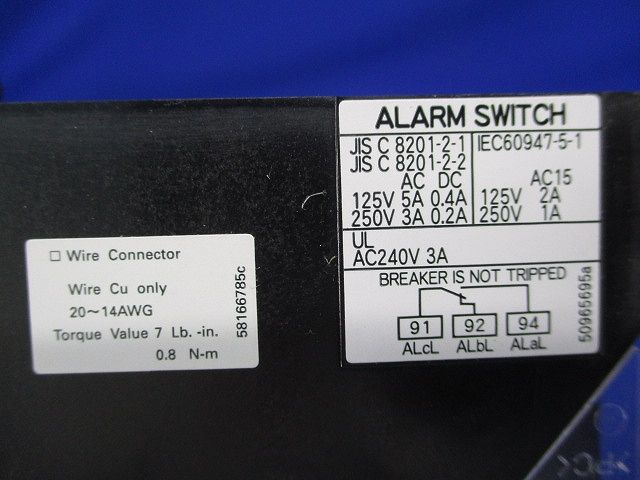 ALARM SWITCH
JIS C 8201-2-1
JIS C 8201-2-2
AC DC
125V 5A 0.4A
250V 3A 0.2A
IEC60947-5-1
AC15
125V 2A
250V 1A
UL
AC240V 3A
BREAKER IS NOT TRIPPED
91 92 94
ALcL ALbL ALaL
50965695a
□ Wire Connector
Wire Cu only
20～14AWG
Torque Value 7 Lb.-in.
0.8 N-m
58166785c